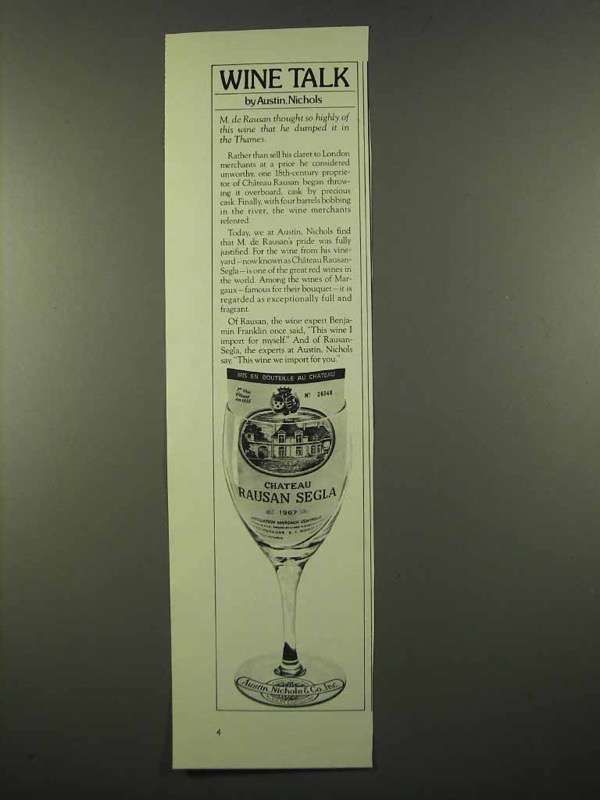 WINE TALK
by Austin, Nichols
M. de Rausan thought so highly of
this wine that he dumped it in
the Thames.
Rather than sell his claret to London
merchants at a price he considered
unworthy, one 18th-century proprie-
tor of Château Rausan began throw-
ing it overboard, cask by precious
cask. Finally, with four barrels bobbing
in the river, the wine merchants
relented.
Today, we at Austin, Nichols find
that M. de Rausan's pride was fully
justified. For the wine from his vine-
yard—now known as Château Rausan-
Segla—is one of the great red wines in
the world. Among the wines of Mar-
gaux—famous for their bouquet—it is
regarded as exceptionally full and
fragrant.
Of Rausan, the wine expert Benja-
min Franklin once said, "This wine I
import for myself." And of Rausan-
Segla, the experts at Austin, Nichols
say, "This wine we import for you."
MIS EN BOUTEILLE AU CHATEAU
Nº 26048
CHATEAU
RAUSAN SEGLA
1967
APPELLATION MARGAUX CONTROLÉE
Austin, Nichols & Co. Inc.
4